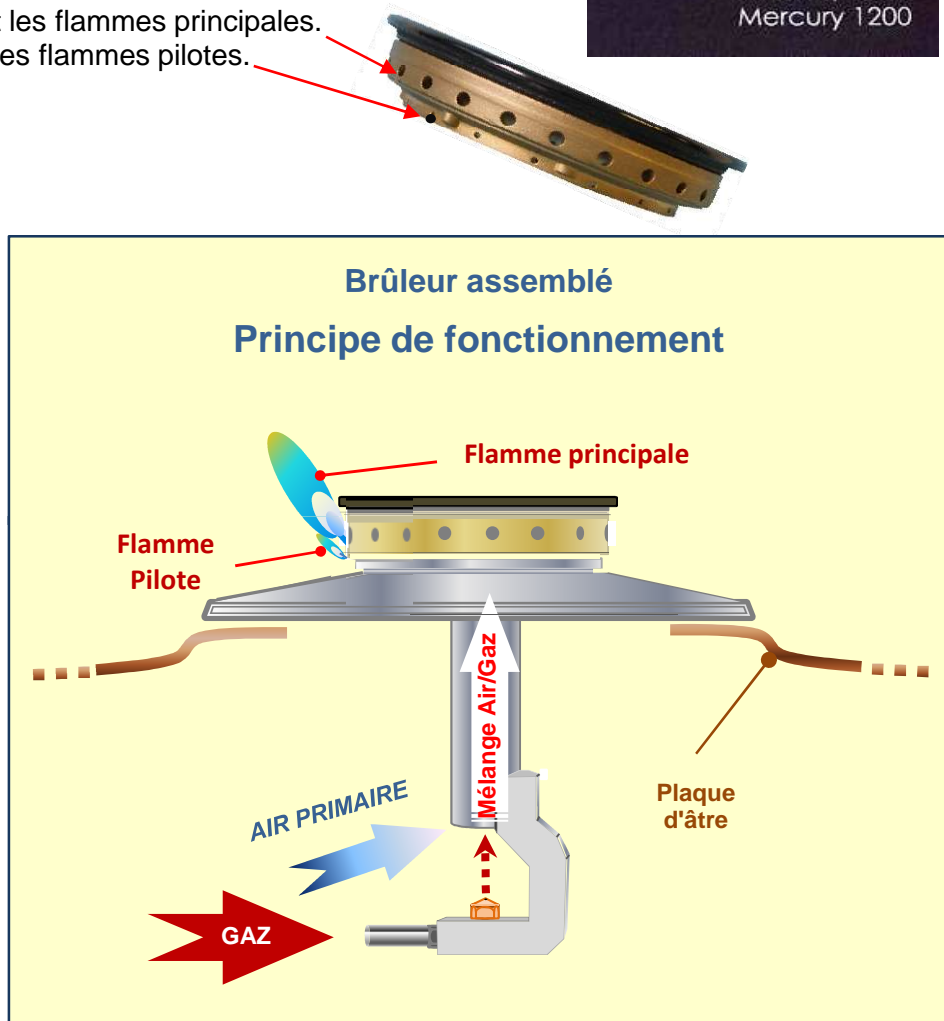 les flammes principales.
es flammes pilotes.
Mercury 1200
Brûleur assemblé
Principe de fonctionnement
Flamme principale
Flamme
Pilote
Mélange Air/Gaz
AIR PRIMAIRE
Plaque
d'âtre
GAZ